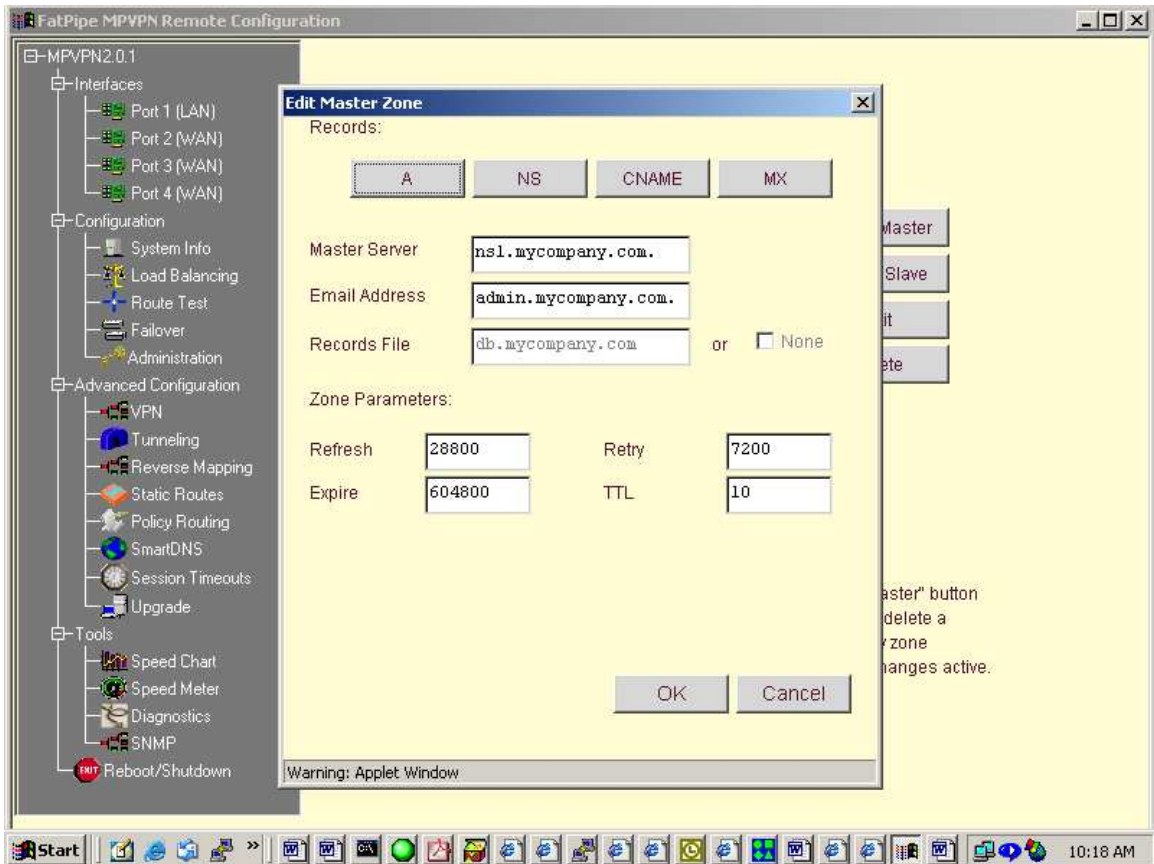 FatPipe MPVPN Remote Configuration
MPVPN2.0.1
Interfaces
Port 1 (LAN)
Port 2 (WAN)
Port 3 (WAN)
Port 4 (WAN)
Configuration
System Info
Load Balancing
Route Test
Failover
Administration
Advanced Configuration
VPN
Tunneling
Reverse Mapping
Static Routes
Policy Routing
SmartDNS
Session Timeouts
Upgrade
Tools
Speed Chart
Speed Meter
Diagnostics
SNMP
EXIT Reboot/Shutdown
Edit Master Zone
Records:
A NS CNAME MX
Master Server ns1.mycompany.com.
Email Address admin.mycompany.com.
Records File db.mycompany.com or None
Zone Parameters:
Refresh 28800 Retry 7200
Expire 604800 TTL 10
OK Cancel
Warning: Applet Window
Master
Slave
it
ete
aster" button
delete a
zone
hanges active.
Start » 10:18 AM